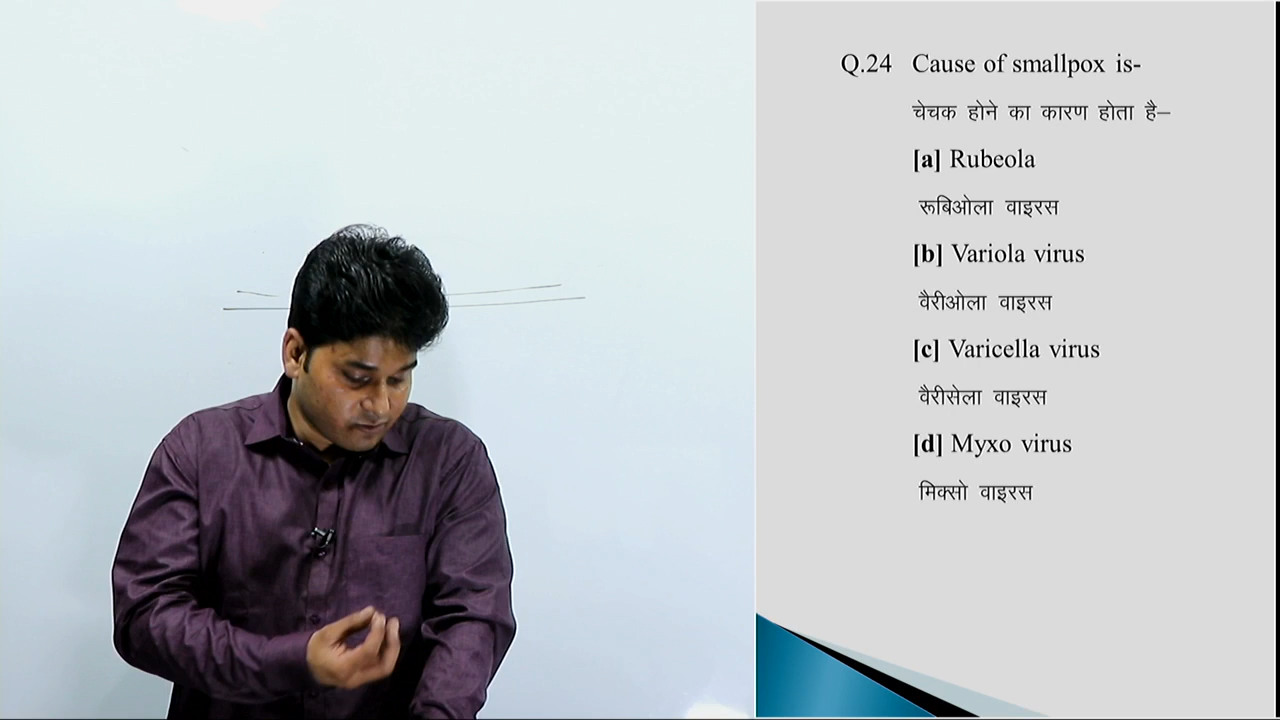 Q.24 Cause of smallpox is-
चेचक होने का कारण होता है–
[a] Rubeola
रूबिओला वाइरस
[b] Variola virus
वैरीओला वाइरस
[c] Varicella virus
वैरीसेला वाइरस
[d] Myxo virus
मिक्सो वाइरस